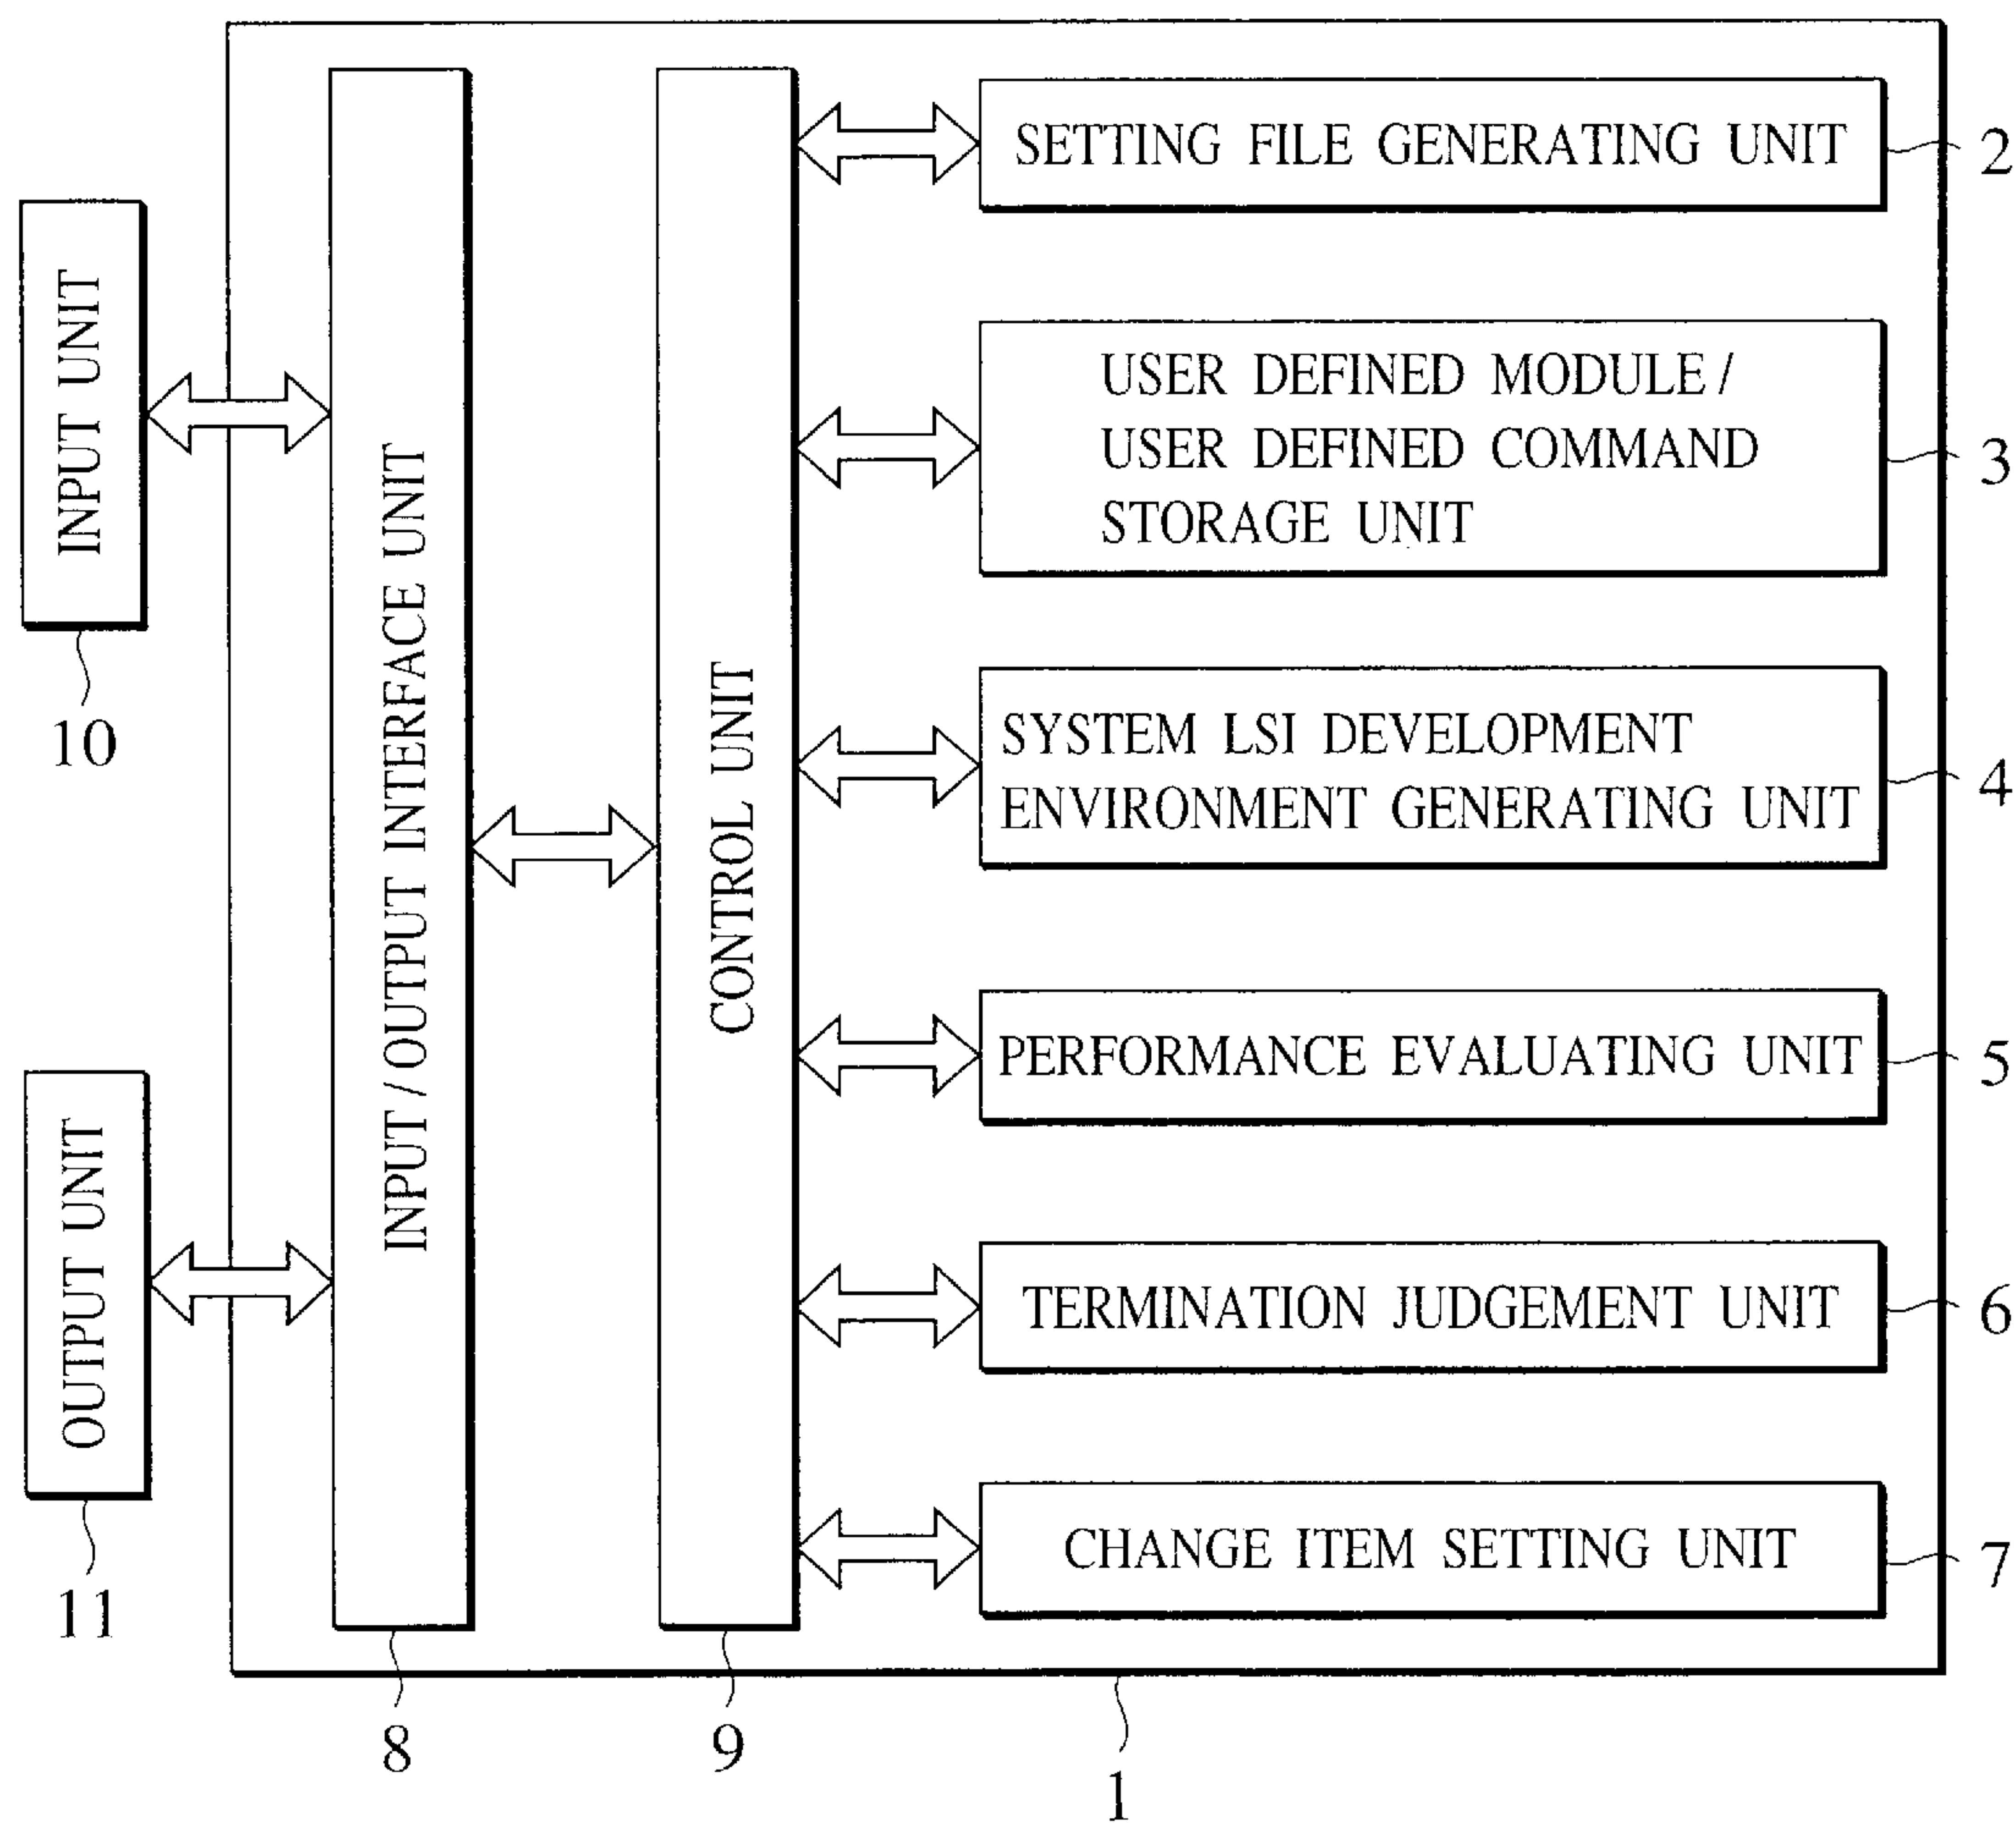 SETTING FILE GENERATING UNIT
2
USER DEFINED MODULE /
USER DEFINED COMMAND
STORAGE UNIT
3
SYSTEM LSI DEVELOPMENT
ENVIRONMENT GENERATING UNIT
4
PERFORMANCE EVALUATING UNIT
5
TERMINATION JUDGEMENT UNIT
6
CHANGE ITEM SETTING UNIT
7
INPUT UNIT
10
OUTPUT UNIT
11
INPUT / OUTPUT INTERFACE UNIT
8
CONTROL UNIT
9
1